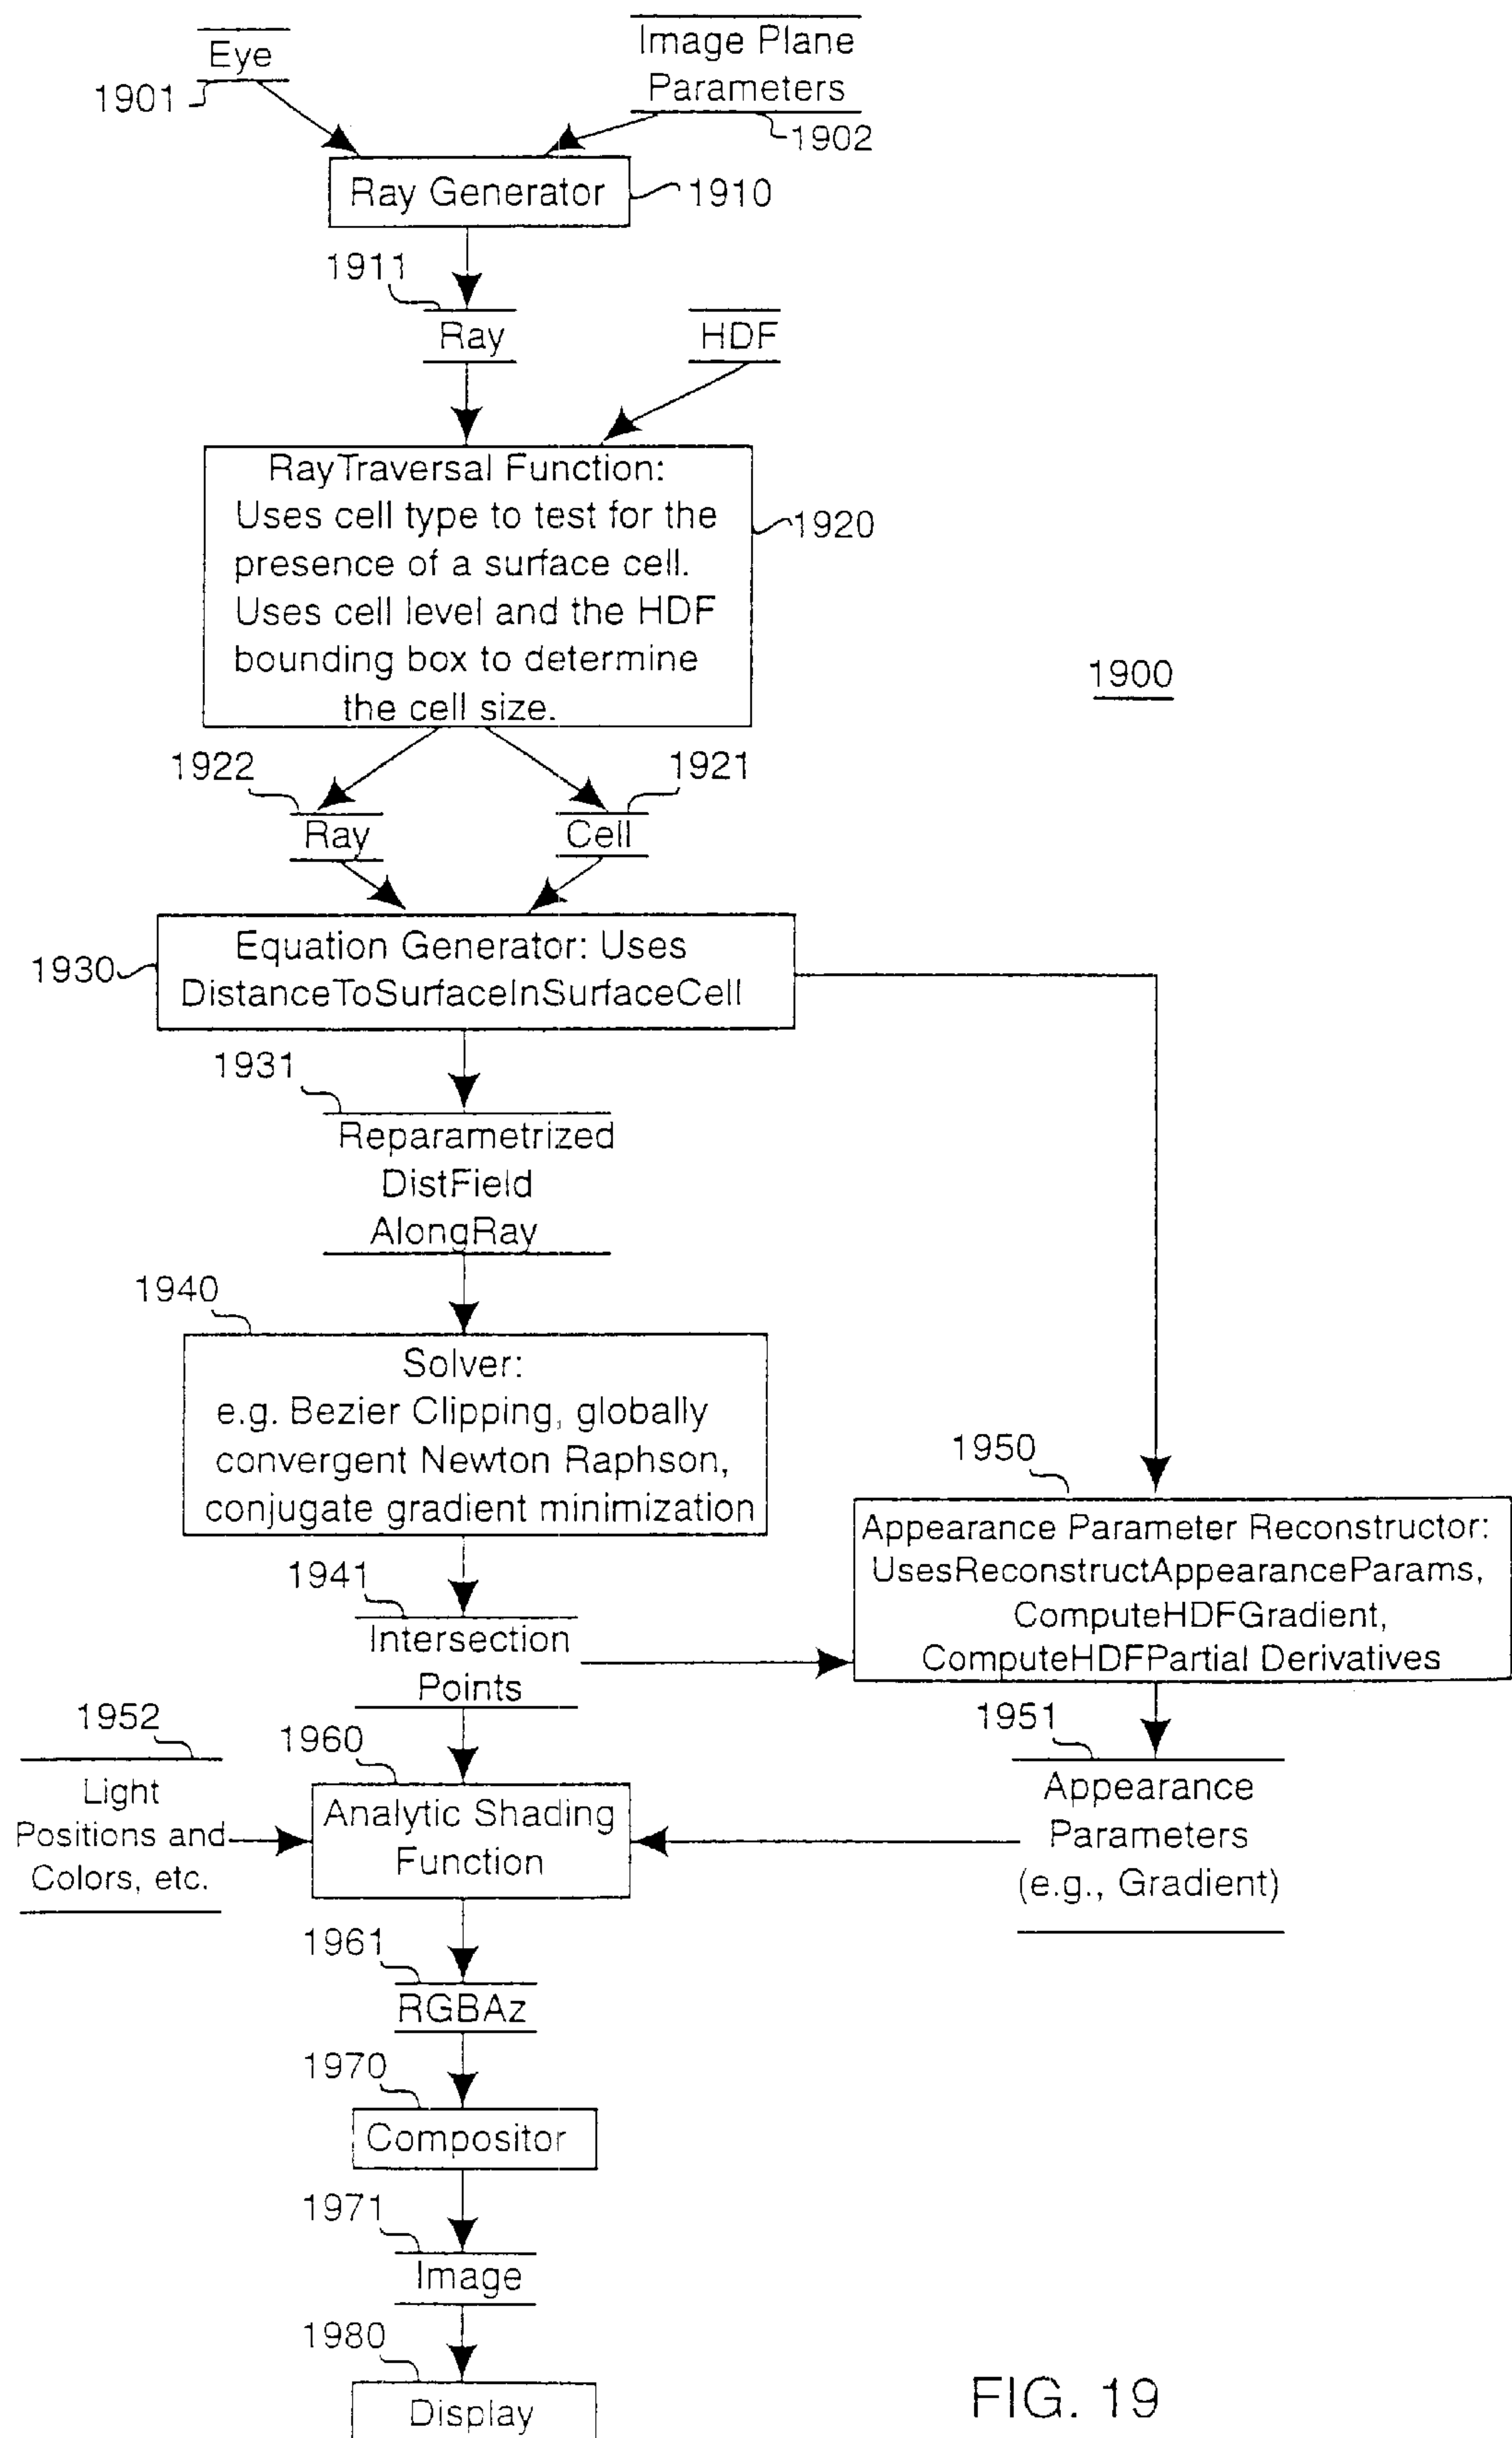 Eye
1901
Image Plane
Parameters
1902
Ray Generator
1910
1911
Ray
HDF
RayTraversal Function:
Uses cell type to test for the
presence of a surface cell.
Uses cell level and the HDF
bounding box to determine
the cell size.
1920
1900
1922
1921
Ray
Cell
1930
Equation Generator: Uses
DistanceToSurfaceInSurfaceCell
1931
Reparametrized
DistField
AlongRay
1940
Solver:
e.g. Bezier Clipping, globally
convergent Newton Raphson,
conjugate gradient minimization
1950
Appearance Parameter Reconstructor:
UsesReconstructAppearanceParams,
ComputeHDFGradient,
ComputeHDFPartial Derivatives
1941
Intersection
Points
1952
Light
Positions and
Colors, etc.
1960
Analytic Shading
Function
1951
Appearance
Parameters
(e.g., Gradient)
1961
RGBAz
1970
Compositor
1971
Image
1980
Display
FIG. 19